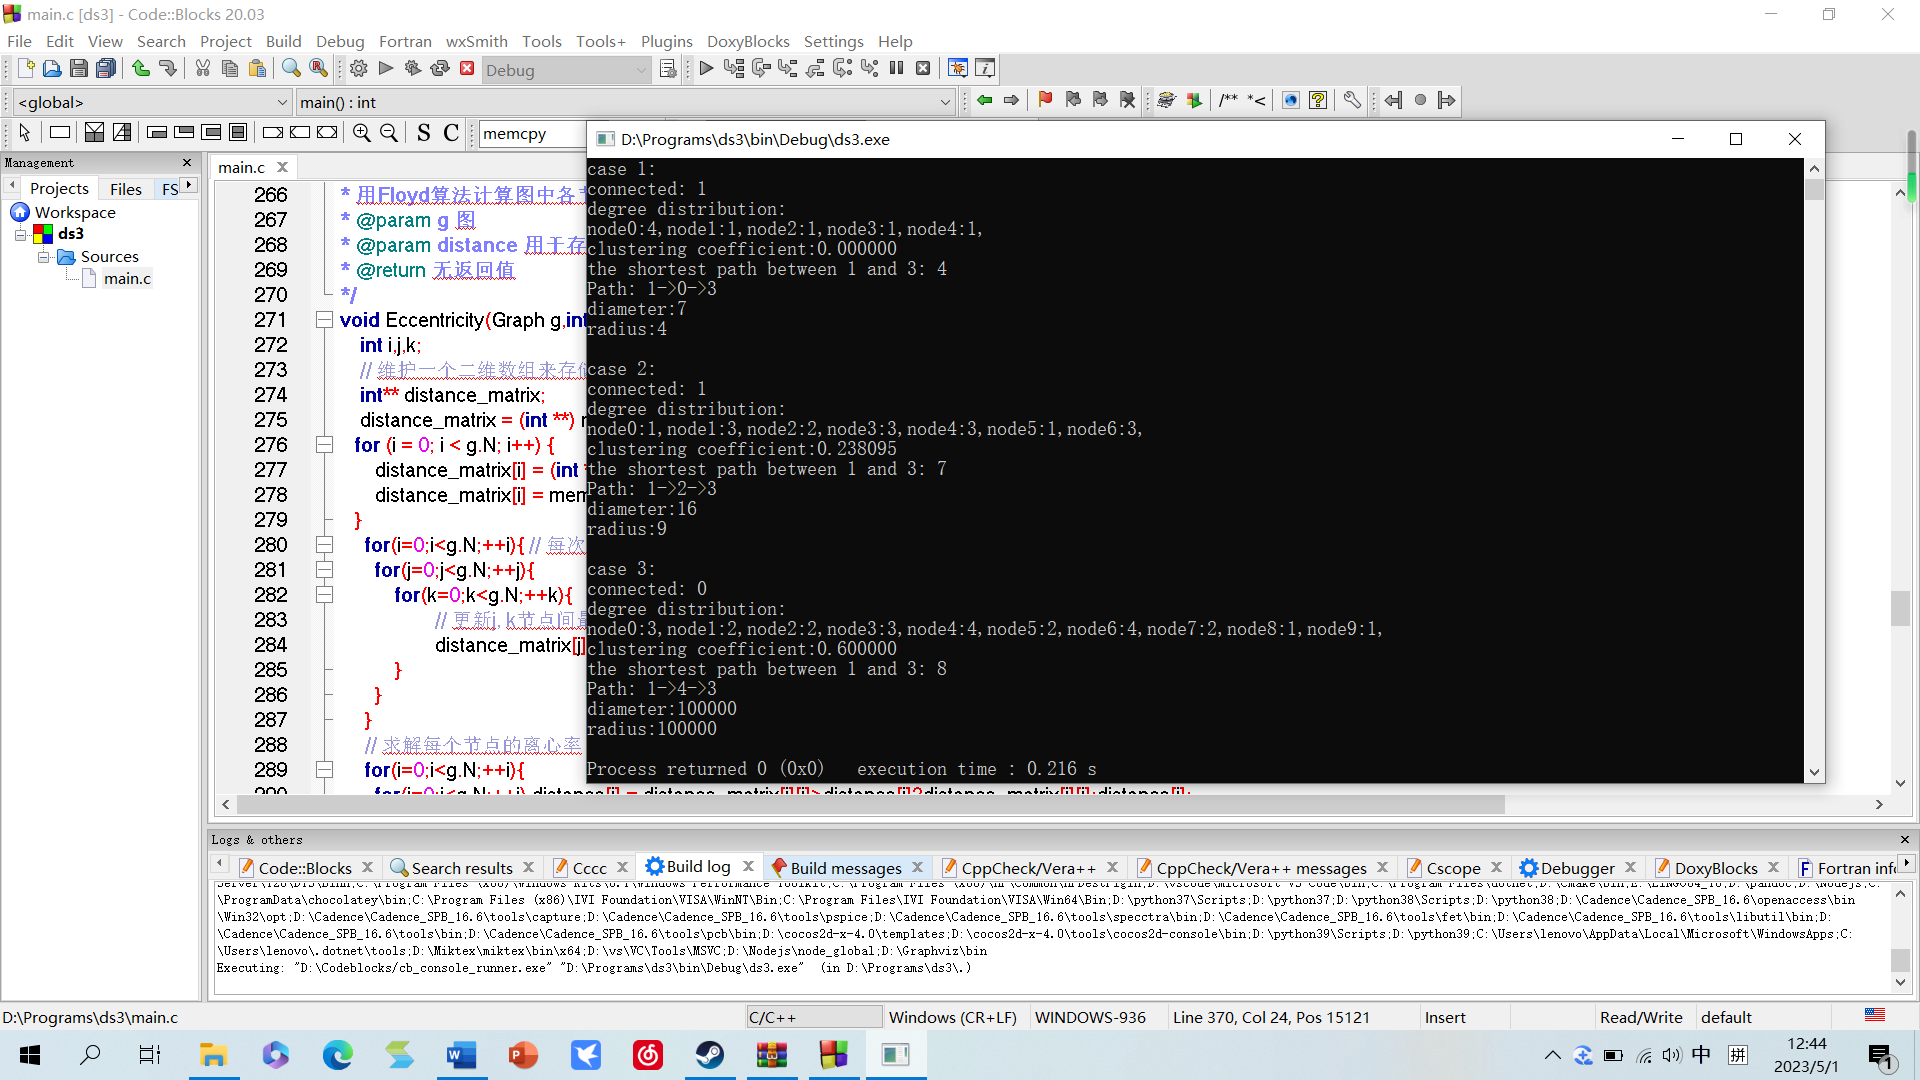 main.c [ds3] - Code::Blocks 20.03
File Edit View Search Project Build Debug Fortran wxSmith Tools Tools+ Plugins DoxyBlocks Settings Help
Debug
<global> main() : int /** *<
S C memcpy
Management
Projects Files FS
Workspace
ds3
Sources
main.c
main.c
266 * 用Floyd算法计算图中各
267 * @param g 图
268 * @param distance 用于存
269 * @return 无返回值
270 */
271 void Eccentricity(Graph g,int
272 int i,j,k;
273 // 维护一个二维数组来存
274 int** distance_matrix;
275 distance_matrix = (int **)
276 for (i = 0; i < g.N; i++) {
277 distance_matrix[i] = (int
278 distance_matrix[i] = mem
279 }
280 for(i=0;i<g.N;++i){ // 每次
281 for(j=0;j<g.N;++j){
282 for(k=0;k<g.N;++k){
283 // 更新j,k节点间
284 distance_matrix[j]
285 }
286 }
287 }
288 // 求解每个节点的离心率
289 for(i=0;i<g.N;++i){
D:\Programs\ds3\bin\Debug\ds3.exe
case 1:
connected: 1
degree distribution:
node0:4,node1:1,node2:1,node3:1,node4:1,
clustering coefficient:0.000000
the shortest path between 1 and 3: 4
Path: 1->0->3
diameter:7
radius:4
case 2:
connected: 1
degree distribution:
node0:1,node1:3,node2:2,node3:3,node4:3,node5:1,node6:3,
clustering coefficient:0.238095
the shortest path between 1 and 3: 7
Path: 1->2->3
diameter:16
radius:9
case 3:
connected: 0
degree distribution:
node0:3,node1:2,node2:2,node3:3,node4:4,node5:2,node6:4,node7:2,node8:1,node9:1,
clustering coefficient:0.600000
the shortest path between 1 and 3: 8
Path: 1->4->3
diameter:100000
radius:100000
Process returned 0 (0x0)   execution time : 0.216 s
Logs & others
Code::Blocks Search results Cccc Build log Build messages CppCheck/Vera++ CppCheck/Vera++ messages Cscope Debugger DoxyBlocks Fortran info
\ProgramData\chocolatey\bin;C:\Program Files (x86)\IVI Foundation\VISA\WinNT\Bin;C:\Program Files\IVI Foundation\VISA\Win64\Bin;D:\python37\Scripts;D:\python37;D:\python38\Scripts;D:\python38;D:\Cadence\Cadence_SPB_16.6\openaccess\bin
\Win32\opt;D:\Cadence\Cadence_SPB_16.6\tools\capture;D:\Cadence\Cadence_SPB_16.6\tools\pspice;D:\Cadence\Cadence_SPB_16.6\tools\specctra\bin;D:\Cadence\Cadence_SPB_16.6\tools\fet\bin;D:\Cadence\Cadence_SPB_16.6\tools\libutil\bin;D:
\Cadence\Cadence_SPB_16.6\tools\bin;D:\Cadence\Cadence_SPB_16.6\tools\pcb\bin;D:\cocos2d-x-4.0\templates;D:\cocos2d-x-4.0\tools\cocos2d-console\bin;D:\python39\Scripts;D:\python39;C:\Users\lenovo\AppData\Local\Microsoft\WindowsApps;C:
\Users\lenovo\.dotnet\tools;D:\Miktex\miktex\bin\x64;D:\vs\VC\Tools\MSVC;D:\Nodejs\node_global;D:\Graphviz\bin
Executing: "D:\Codeblocks/cb_console_runner.exe" "D:\Programs\ds3\bin\Debug\ds3.exe"  (in D:\Programs\ds3\.)
D:\Programs\ds3\main.c C/C++ Windows (CR+LF) WINDOWS-936 Line 370, Col 24, Pos 15121 Insert Read/Write default
中 拼 12:44
2023/5/1
1